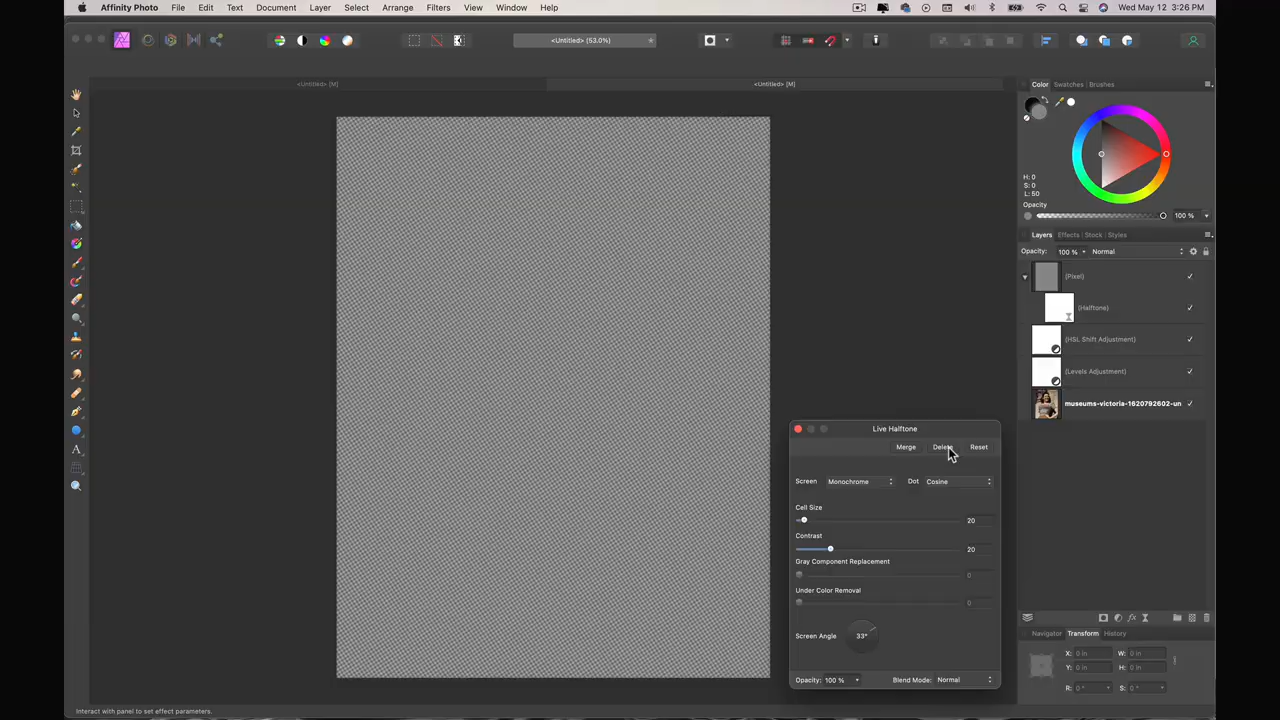 Affinity Photo File Edit Text Document Layer Select Arrange Filters View Window Help Wed May 12 3:26 PM
<Untitled> (53.0%)
<Untitled> [M] <Untitled> [M]
Color Swatches Brushes
H: 0
S: 0
L: 50
Opacity
100 %
Layers Effects Stock Styles
Opacity: 100 % Normal
(Pixel)
(Halftone)
(HSL Shift Adjustment)
(Levels Adjustment)
museums-victoria-1620792602-un
Live Halftone
Merge Delete Reset
Screen Monochrome Dot Cosine
Cell Size
20
Contrast
20
Gray Component Replacement
0
Under Color Removal
0
Screen Angle 33°
Opacity: 100 % Blend Mode: Normal
Navigator Transform History
X: 0 in W: 0 in
Y: 0 in H: 0 in
R: 0 ° S: 0 °
Interact with panel to set effect parameters.